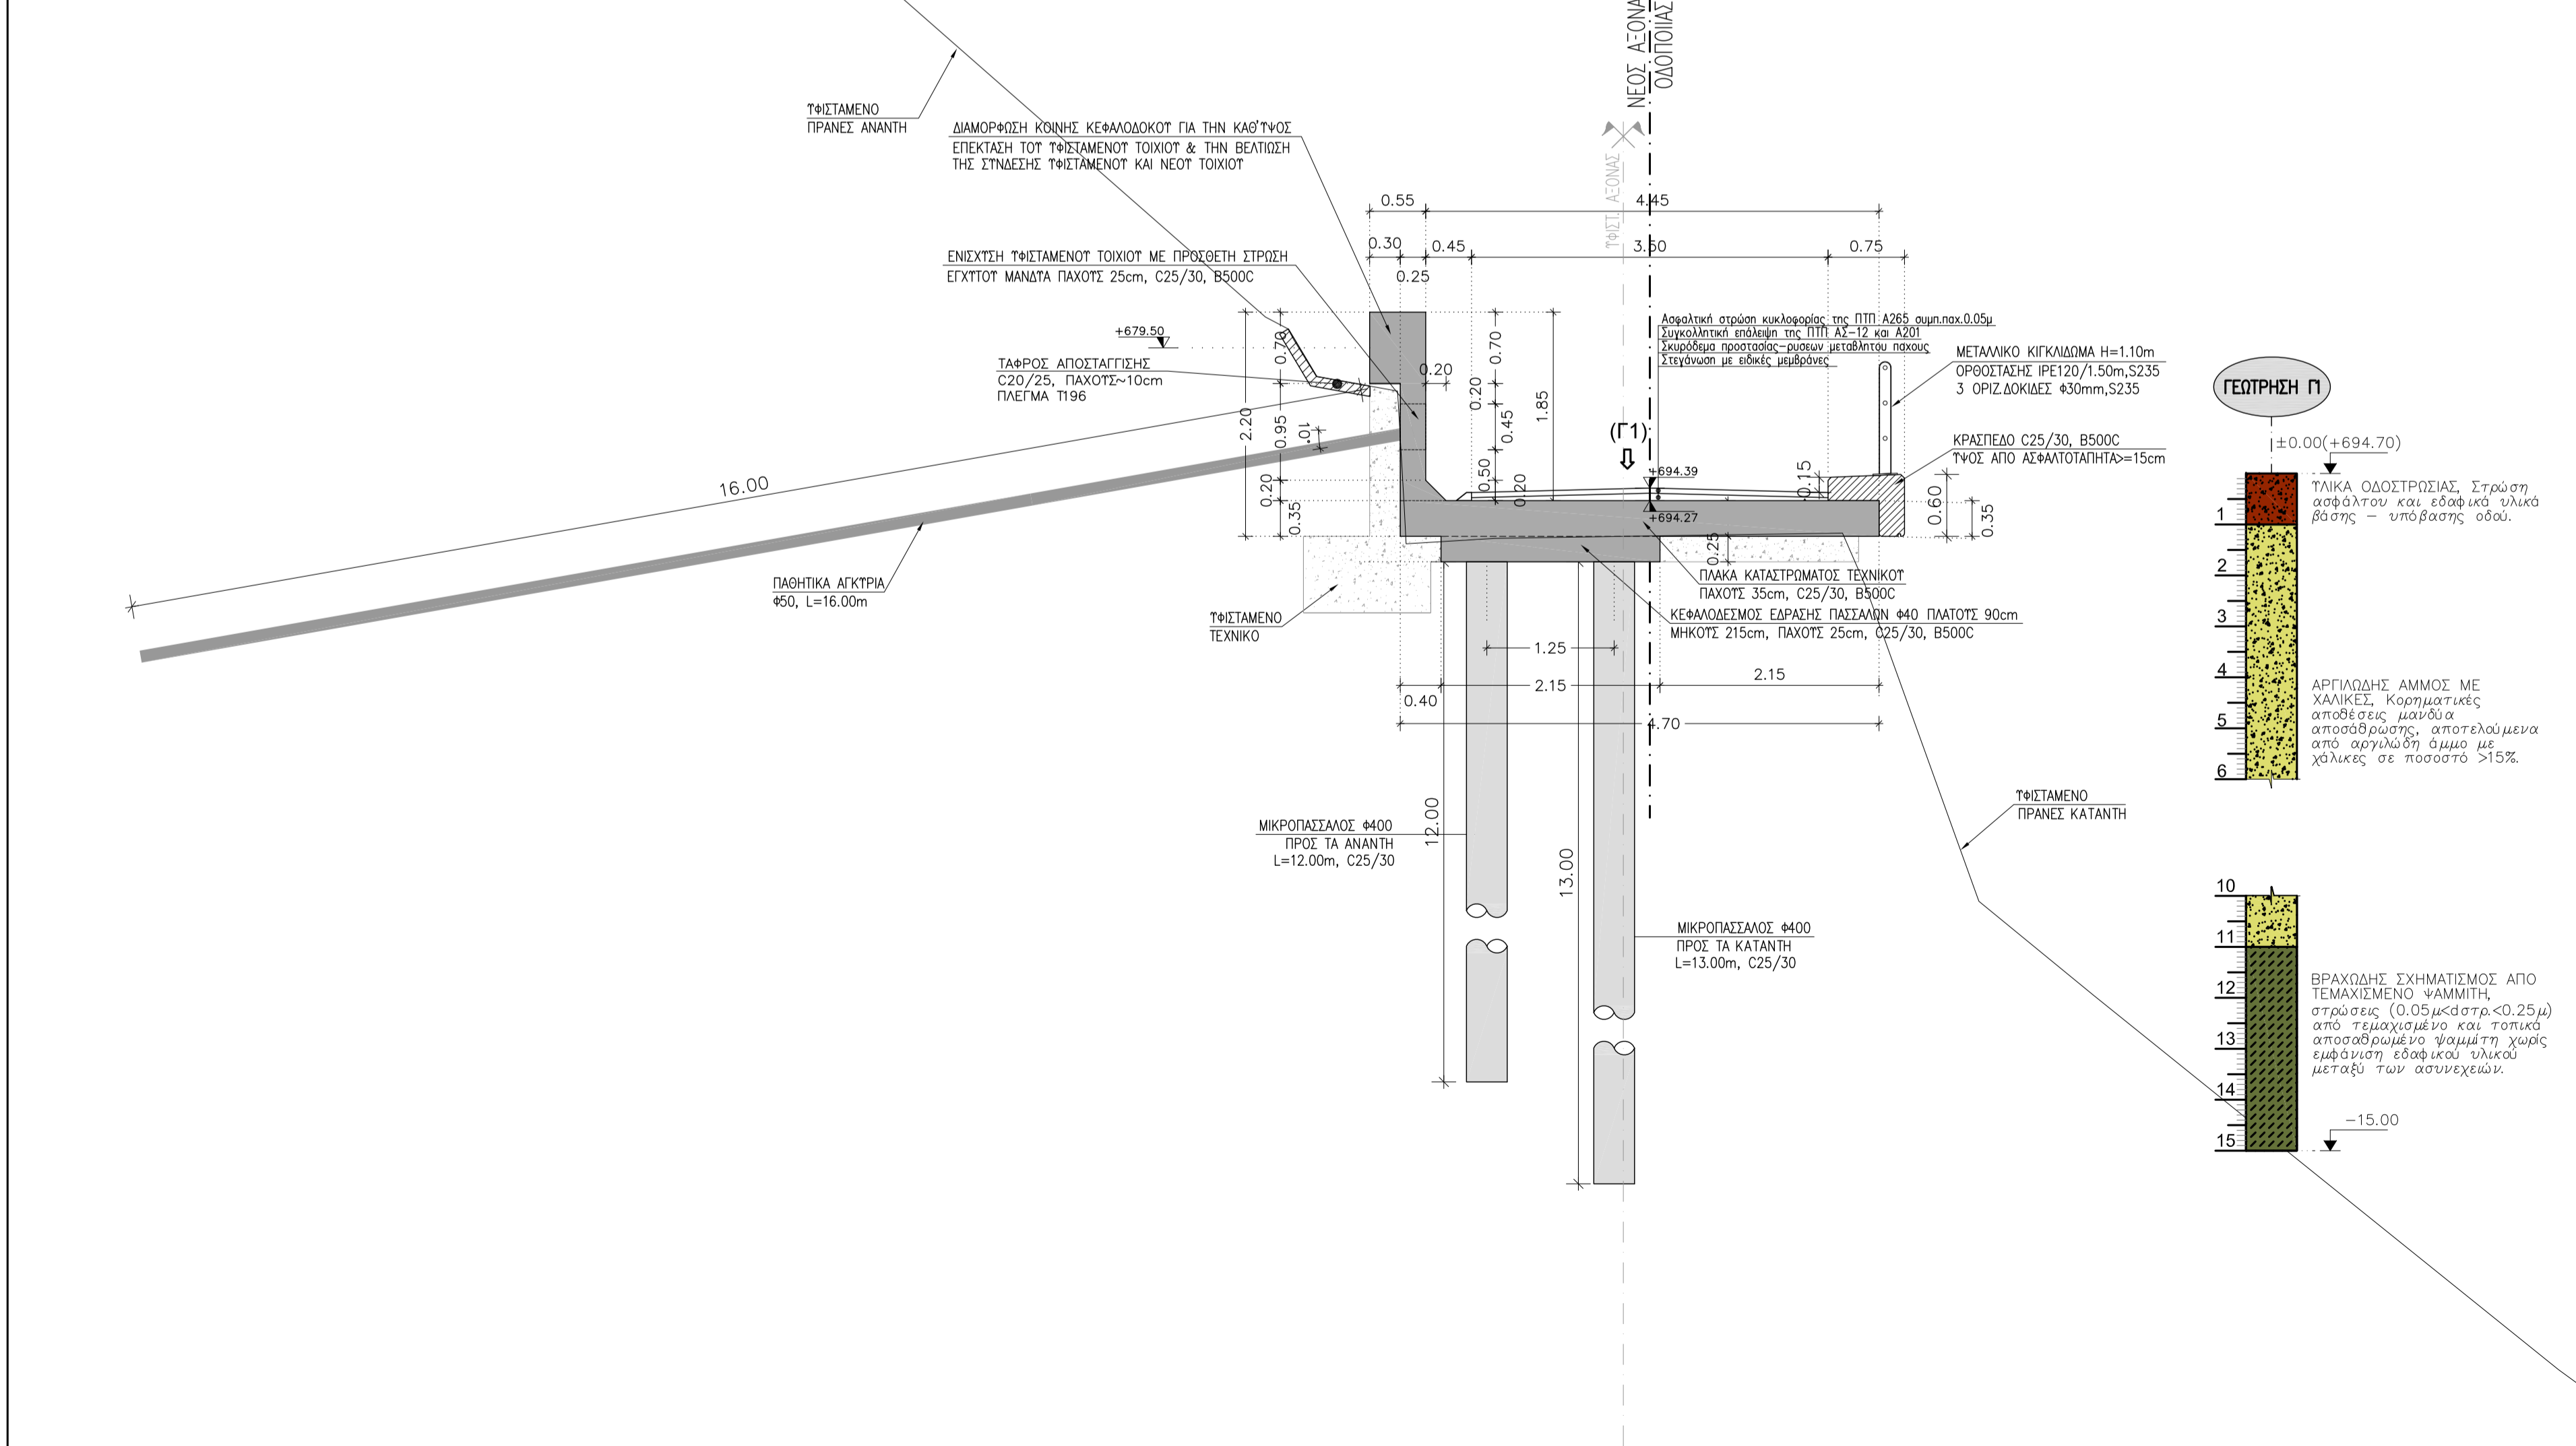 ΝΕΟΣ ΑΞΟΝΑ
ΟΔΟΠΟΙΙΑΣ
ΥΦΙΣΤ. ΑΞΟΝΑΣ
ΥΦΙΣΤΑΜΕΝΟ
ΠΡΑΝΕΣ ΑΝΑΝΤΗ
ΔΙΑΜΟΡΦΩΣΗ ΚΟΙΝΗΣ ΚΕΦΑΛΟΔΟΚΟΥ ΓΙΑ ΤΗΝ ΚΑΘ'ΥΨΟΣ
ΕΠΕΚΤΑΣΗ ΤΟΥ ΥΦΙΣΤΑΜΕΝΟΥ ΤΟΙΧΙΟΥ & ΤΗΝ ΒΕΛΤΙΩΣΗ
ΤΗΣ ΣΥΝΔΕΣΗΣ ΥΦΙΣΤΑΜΕΝΟΥ ΚΑΙ ΝΕΟΥ ΤΟΙΧΙΟΥ
0.55
4.45
0.30
0.45
3.50
0.75
0.25
ΕΝΙΣΧΥΣΗ ΥΦΙΣΤΑΜΕΝΟΥ ΤΟΙΧΙΟΥ ΜΕ ΠΡΟΣΘΕΤΗ ΣΤΡΩΣΗ
ΕΓΧΥΤΟΥ ΜΑΝΔΥΑ ΠΑΧΟΥΣ 25cm, C25/30, B500C
+679.50
ΤΑΦΡΟΣ ΑΠΟΣΤΑΓΓΙΣΗΣ
C20/25, ΠΑΧΟΥΣ~10cm
ΠΛΕΓΜΑ T196
Ασφαλτική στρώση κυκλοφορίας της ΠΤΠ Α265 συμπ.παχ.0.05μ
Συγκολλητική επάλειψη της ΠΤΠ ΑΣ-12 και Α201
Σκυρόδεμα προστασίας-ρυσεων μεταβλητου παχους
Στεγάνωση με ειδικές μεμβράνες
ΜΕΤΑΛΛΙΚΟ ΚΙΓΚΛΙΔΩΜΑ H=1.10m
ΟΡΘΟΣΤΑΣΗΣ IPE120/1.50m,S235
3 ΟΡΙΖ.ΔΟΚΙΔΕΣ Φ30mm,S235
ΚΡΑΣΠΕΔΟ C25/30, B500C
ΥΨΟΣ ΑΠΟ ΑΣΦΑΛΤΟΤΑΠΗΤΑ>=15cm
2.20
0.70
0.95
0.20
0.35
10°
0.70
0.20
0.20
0.45
0.50
0.20
1.85
(Γ1)
+694.39
+694.27
0.15
0.60
0.35
0.25
16.00
ΠΑΘΗΤΙΚΑ ΑΓΚΥΡΙΑ
Φ50, L=16.00m
ΥΦΙΣΤΑΜΕΝΟ
ΤΕΧΝΙΚΟ
ΠΛΑΚΑ ΚΑΤΑΣΤΡΩΜΑΤΟΣ ΤΕΧΝΙΚΟΥ
ΠΑΧΟΥΣ 35cm, C25/30, B500C
ΚΕΦΑΛΟΔΕΣΜΟΣ ΕΔΡΑΣΗΣ ΠΑΣΣΑΛΩΝ Φ40 ΠΛΑΤΟΥΣ 90cm
ΜΗΚΟΥΣ 215cm, ΠΑΧΟΥΣ 25cm, C25/30, B500C
1.25
2.15
2.15
0.40
4.70
12.00
13.00
ΜΙΚΡΟΠΑΣΣΑΛΟΣ Φ400
ΠΡΟΣ ΤΑ ΑΝΑΝΤΗ
L=12.00m, C25/30
ΜΙΚΡΟΠΑΣΣΑΛΟΣ Φ400
ΠΡΟΣ ΤΑ ΚΑΤΑΝΤΗ
L=13.00m, C25/30
ΥΦΙΣΤΑΜΕΝΟ
ΠΡΑΝΕΣ ΚΑΤΑΝΤΗ
ΓΕΩΤΡΗΣΗ Γ1
±0.00(+694.70)
ΥΛΙΚΑ ΟΔΟΣΤΡΩΣΙΑΣ, Στρώση
ασφάλτου και εδαφικά υλικά
βάσης – υπόβασης οδού.
1
2
3
4
5
6
ΑΡΓΙΛΩΔΗΣ ΑΜΜΟΣ ΜΕ
ΧΑΛΙΚΕΣ, Κορηματικές
αποθέσεις μανδύα
αποσάθρωσης, αποτελούμενα
από αργιλώδη άμμο με
χάλικες σε ποσοστό >15%.
10
11
12
13
14
15
ΒΡΑΧΩΔΗΣ ΣΧΗΜΑΤΙΣΜΟΣ ΑΠΟ
ΤΕΜΑΧΙΣΜΕΝΟ ΨΑΜΜΙΤΗ,
στρώσεις (0.05μ<dστρ.<0.25μ)
από τεμαχισμένο και τοπικά
αποσαθρωμένο ψαμμίτη χωρίς
εμφάνιση εδαφικού υλικού
μεταξύ των ασυνεχειών.
-15.00